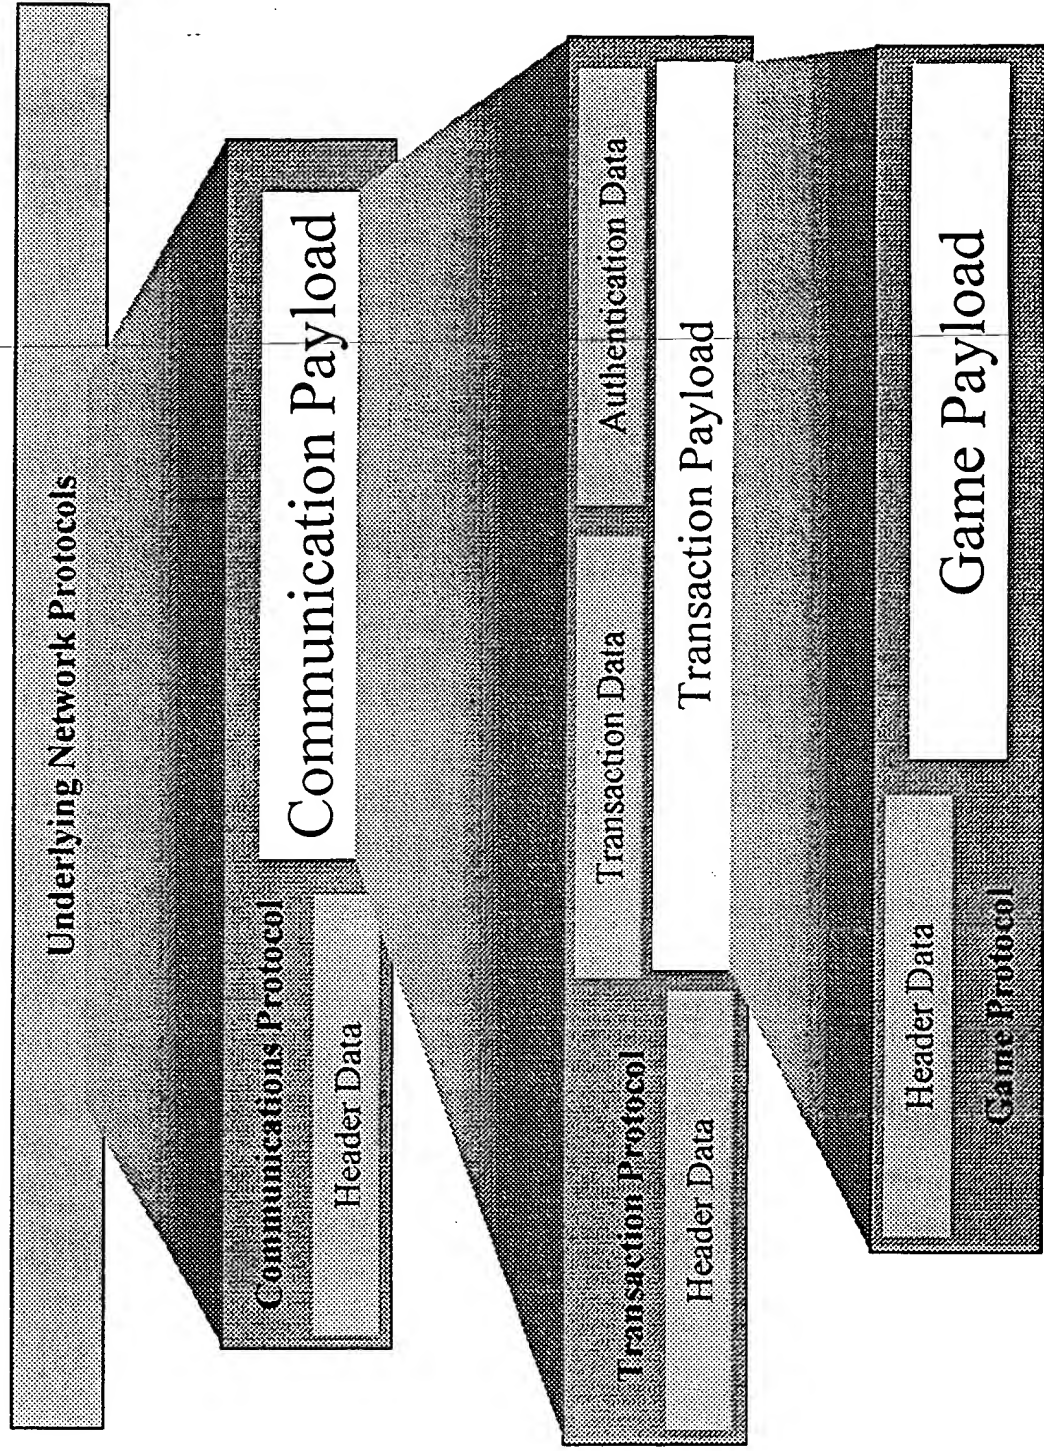 Underlying Network Protocols
Communications Protocol
Header Data
Communication Payload
Transaction Protocol
Header Data
Transaction Data
Authentication Data
Transaction Payload
Header Data
Game Protocol
Game Payload